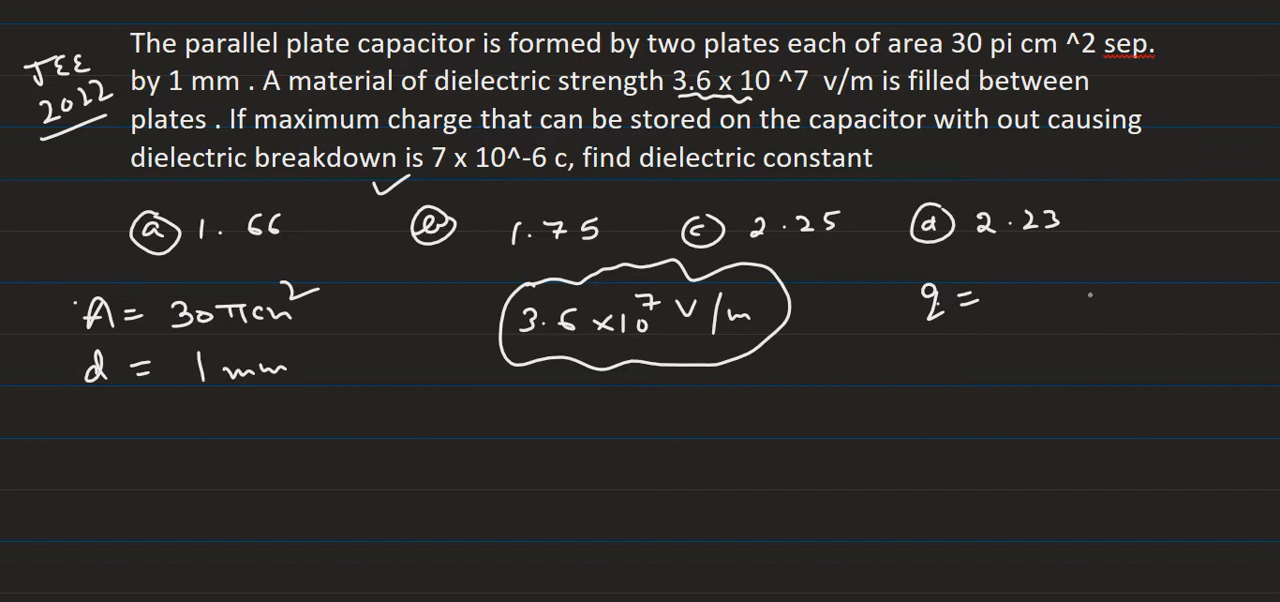 The parallel plate capacitor is formed by two plates each of area 30 pi cm ^2 sep.
by 1 mm . A material of dielectric strength 3.6 x 10 ^7 v/m is filled between
plates . If maximum charge that can be stored on the capacitor with out causing
dielectric breakdown is 7 x 10^-6 c, find dielectric constant
JEE
2022
a 1.66 b 1.75 c 2.25 d 2.23
A = 30πcm² 3.6 ×10⁷ V/m q =
d = 1 mm